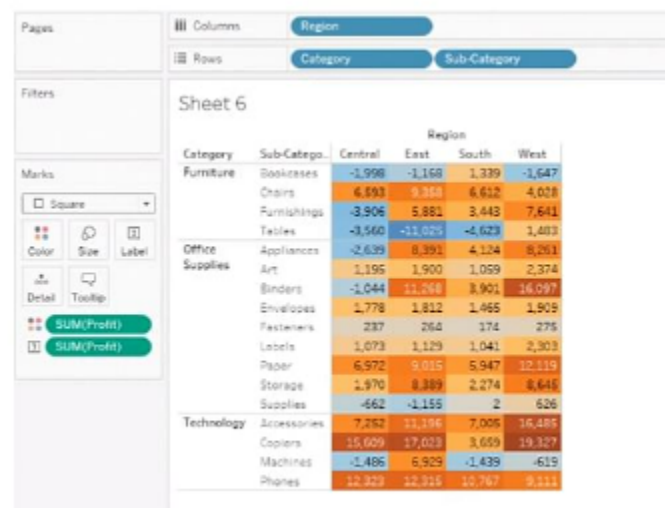 Pages
Columns
Region
Rows
Category
Sub-Category
Filters
Sheet 6
Region
Category Sub-Catego.. Central East South West
Marks
Square
Color Size Label
Detail Tooltip
SUM(Profit)
SUM(Profit)
Furniture Bookcases -1,998 -1,168 1,339 -1,647
Chairs 6,593 9,358 6,612 4,028
Furnishings -3,906 5,881 3,443 7,641
Tables -3,560 -11,025 -4,623 1,483
Office Supplies Appliances -2,639 8,391 4,124 8,261
Art 1,195 1,900 1,059 2,374
Binders -1,044 11,268 3,901 16,097
Envelopes 1,778 1,812 1,465 1,909
Fasteners 237 264 174 275
Labels 1,073 1,129 1,041 2,303
Paper 6,972 9,015 5,947 12,119
Storage 1,970 8,389 2,274 8,645
Supplies -662 -1,155 2 626
Technology Accessories 7,252 11,196 7,005 16,485
Copiers 15,609 17,023 3,659 19,327
Machines -1,486 6,929 -1,439 -619
Phones 12,323 12,315 10,767 9,111